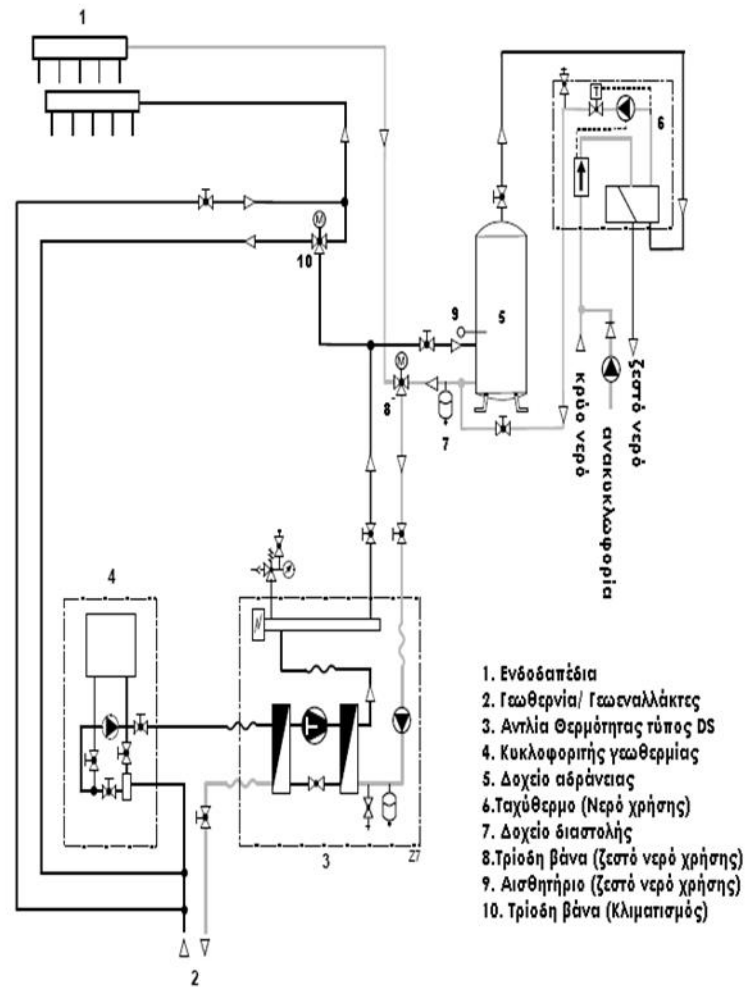 1
6
T
M
10
9
5
M
8
7
κρύο νερό
ανακυκλωφορία
ζεστό νερό
4
3
Z7
2
1. Ενδοδαπέδια
2. Γεωθερνία/ Γεωεναλλάκτες
3. Αντλία Θερμότητας τύπος DS
4. Κυκλοφοριτής γεωθερμίας
5. Δοχείο αδράνειας
6.Ταχύθερμο (Νερό χρήσης)
7. Δοχείο διαστολής
8.Τρίοδη βάνα (ζεστό νερό χρήσης)
9. Αισθητήριο (ζεστό νερό χρήσης)
10. Τρίοδη βάνα (Κλιματισμός)